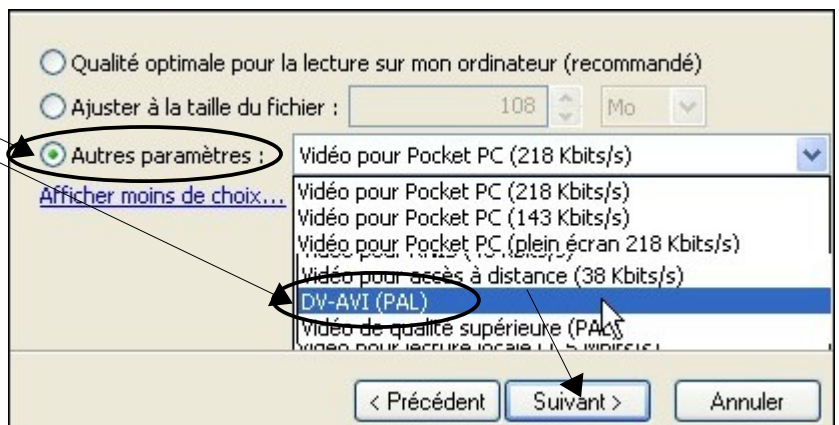 Qualité optimale pour la lecture sur mon ordinateur (recommandé)
Ajuster à la taille du fichier : 108 Mo
Autres paramètres : Vidéo pour Pocket PC (218 Kbits/s)
Afficher moins de choix...
Vidéo pour Pocket PC (218 Kbits/s)
Vidéo pour Pocket PC (143 Kbits/s)
Vidéo pour Pocket PC (plein écran 218 Kbits/s)
Vidéo pour accès à distance (38 Kbits/s)
DV-AVI (PAL)
Vidéo de qualité supérieure (PAL)
< Précédent Suivant > Annuler